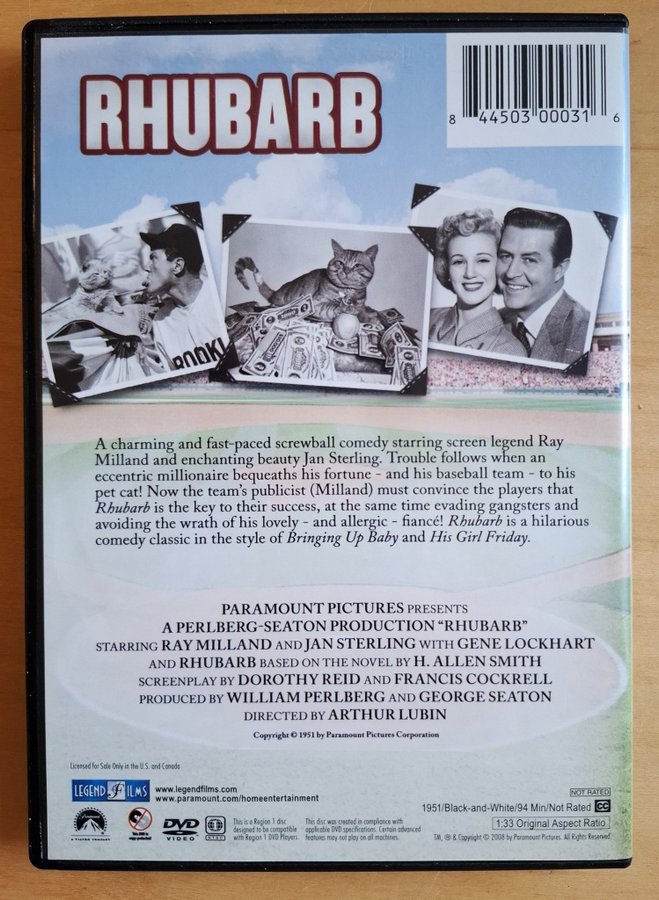 RHUBARB
8 44503 00031 6
BROOKL
A charming and fast-paced screwball comedy starring screen legend Ray
Milland and enchanting beauty Jan Sterling. Trouble follows when an
eccentric millionaire bequeaths his fortune - and his baseball team - to his
pet cat! Now the team's publicist (Milland) must convince the players that
Rhubarb is the key to their success, at the same time evading gangsters and
avoiding the wrath of his lovely - and allergic - fiancé! Rhubarb is a hilarious
comedy classic in the style of Bringing Up Baby and His Girl Friday.
PARAMOUNT PICTURES PRESENTS
A PERLBERG-SEATON PRODUCTION "RHUBARB"
STARRING RAY MILLAND AND JAN STERLING WITH GENE LOCKHART
AND RHUBARB BASED ON THE NOVEL BY H. ALLEN SMITH
SCREENPLAY BY DOROTHY REID AND FRANCIS COCKRELL
PRODUCED BY WILLIAM PERLBERG AND GEORGE SEATON
DIRECTED BY ARTHUR LUBIN
Copyright © 1951 by Paramount Pictures Corporation
Licensed for Sale Only in the U.S. and Canada
LEGEND FILMS
www.legendfilms.com
www.paramount.com/homeentertainment
NOT RATED
1951/Black-and-White/94 Min/Not Rated CC
1:33 Original Aspect Ratio
Paramount
DVD
VIDEO
1
This is a Region 1 disc
designed to be compatible
with Region 1 DVD Players.
This disc was created in compliance with
applicable DVD specifications. Certain advanced
features may not play on all machines.
TM, ® & Copyright © 2008 by Paramount Pictures. All Rights Reserved.